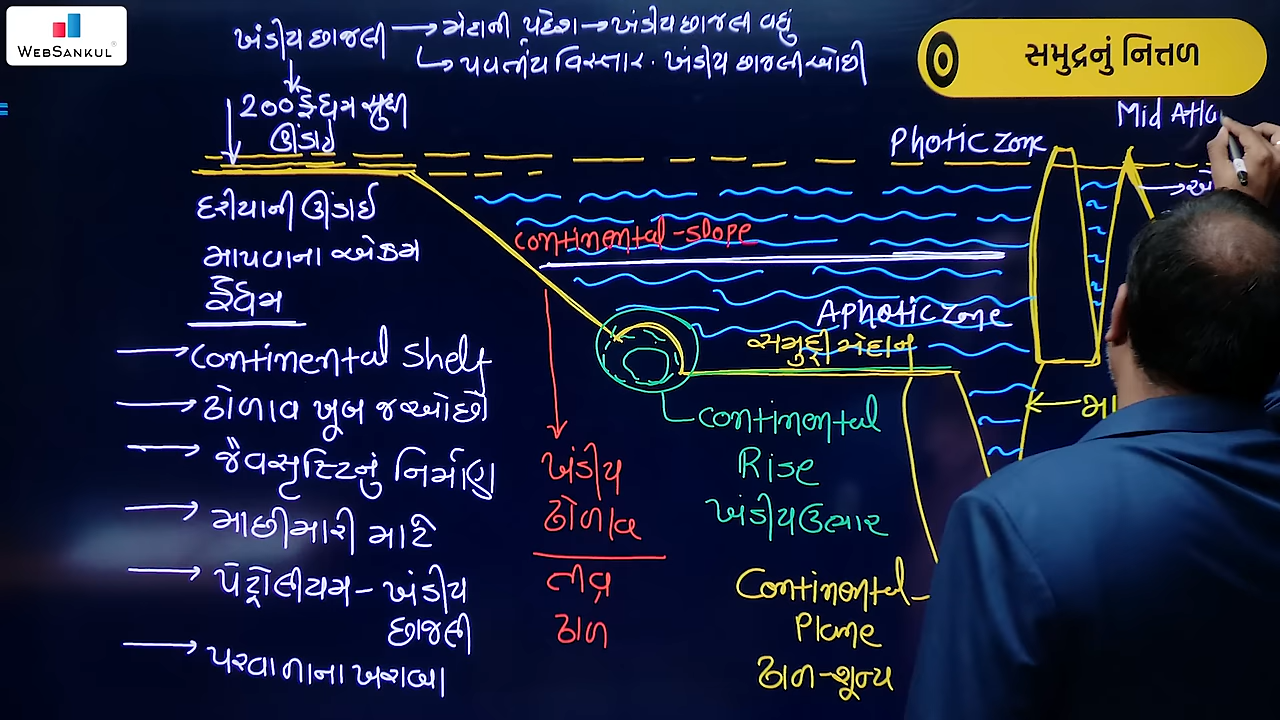 WEBSANKUL
સમુદ્રનું નિતળ
ખંડીય છાજલી → મેદાની પ્રદેશ → ખંડીય છાજલી વધુ
પર્વતીય વિસ્તાર · ખંડીય છાજલી ઓછી
200 ફેધમ સુધી
ઊંડાઈ
Mid Atla
Photic zone
દરીયાની ઊંડાઈ
માપવાના એકમ
ફેધમ
Continental-slope
Aphotic zone
સમુદ્રી મેદાન
→ Continental Shelf
→ ઢોળાવ ખૂબ જ ઓછો
→ જૈવસૃષ્ટિનું નિર્માણ
→ માછીમારી માટે
→ પેટ્રોલીયમ - ખંડીય
છાજલી
→ પરવાળાના ખરાબા
ખંડીય
ઢોળાવ
તીવ્ર
ઢાળ
Continental
Rise
ખંડીય ઉત્થાર
Continental-
Plane
ઢાળ-શૂન્ય